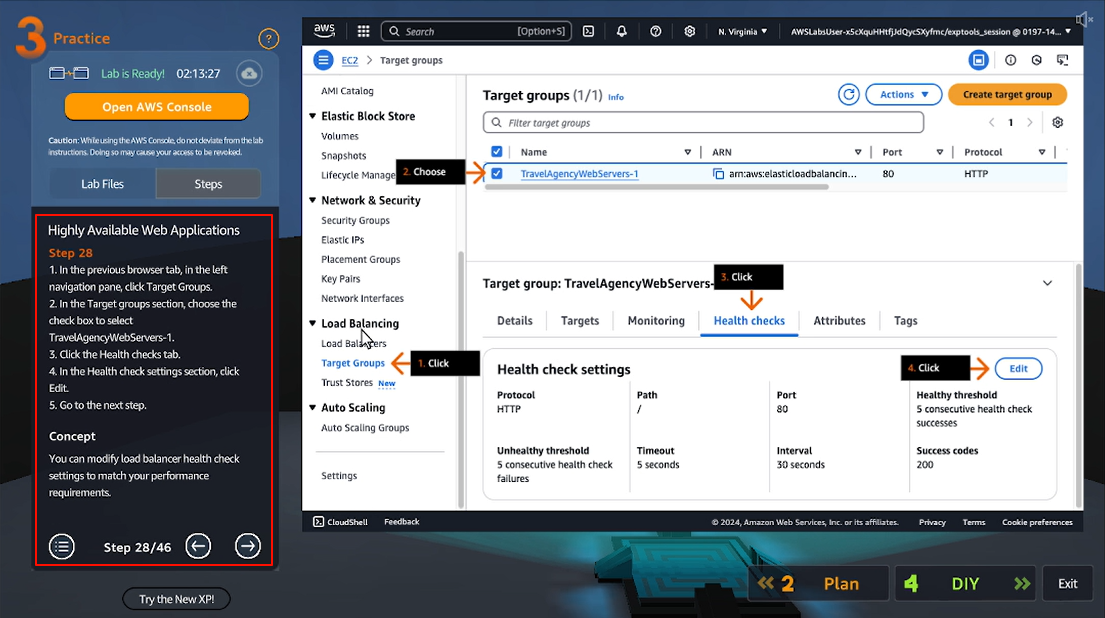 3 Practice
?
Lab is Ready! 02:13:27
Open AWS Console
Caution: While using the AWS Console, do not deviate from the lab
instructions. Doing so may cause your access to be revoked.
Lab Files
Steps
Highly Available Web Applications
Step 28
1. In the previous browser tab, in the left
navigation pane, click Target Groups.
2. In the Target groups section, choose the
check box to select
TravelAgencyWebServers-1.
3. Click the Health checks tab.
4. In the Health check settings section, click
Edit.
5. Go to the next step.
Concept
You can modify load balancer health check
settings to match your performance
requirements.
Step 28/46
Try the New XP!
aws
Search
[Option+S]
N. Virginia
AWSLabsUser-x5cXquHHtfjJdQycSXyfmc/exptools_session @ 0197-14...
EC2 > Target groups
AMI Catalog
Elastic Block Store
Volumes
Snapshots
Lifecycle Manage
Network & Security
Security Groups
Elastic IPs
Placement Groups
Key Pairs
Network Interfaces
Load Balancing
Load Balancers
Target Groups
Trust Stores New
Auto Scaling
Auto Scaling Groups
Settings
2. Choose
1. Click
Target groups (1/1) Info
Actions
Create target group
Filter target groups
1
Name
ARN
Port
Protocol
TravelAgencyWebServers-1
arn:aws:elasticloadbalancin...
80
HTTP
Target group: TravelAgencyWebServers-
3. Click
Details
Targets
Monitoring
Health checks
Attributes
Tags
Health check settings
4. Click
Edit
Protocol
HTTP
Path
/
Port
80
Healthy threshold
5 consecutive health check
successes
Unhealthy threshold
5 consecutive health check
failures
Timeout
5 seconds
Interval
30 seconds
Success codes
200
CloudShell
Feedback
© 2024, Amazon Web Services, Inc. or its affiliates.
Privacy
Terms
Cookie preferences
2 Plan
4 DIY
Exit